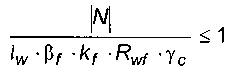 |N|
l_w · β_f · k_f · R_wf · γ_c ≤ 1